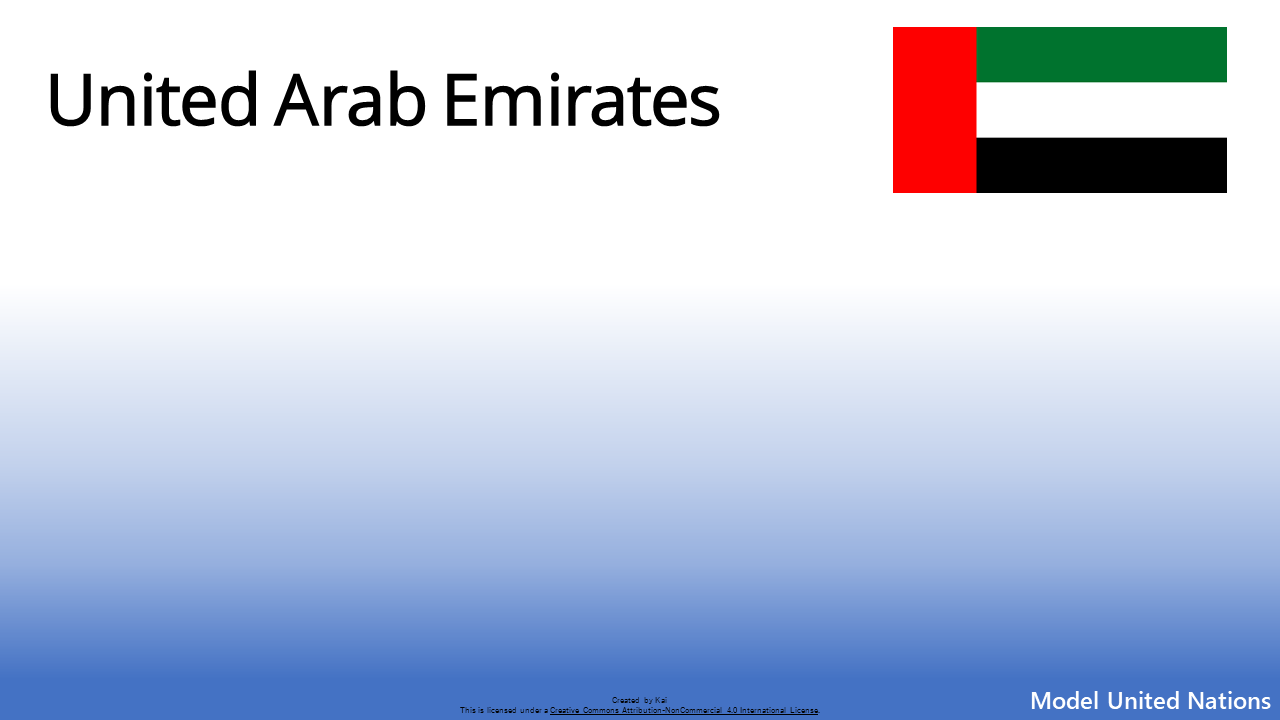 United Arab Emirates
Created by Kai
This is licensed under a Creative Commons Attribution-NonCommercial 4.0 International License.
Model United Nations